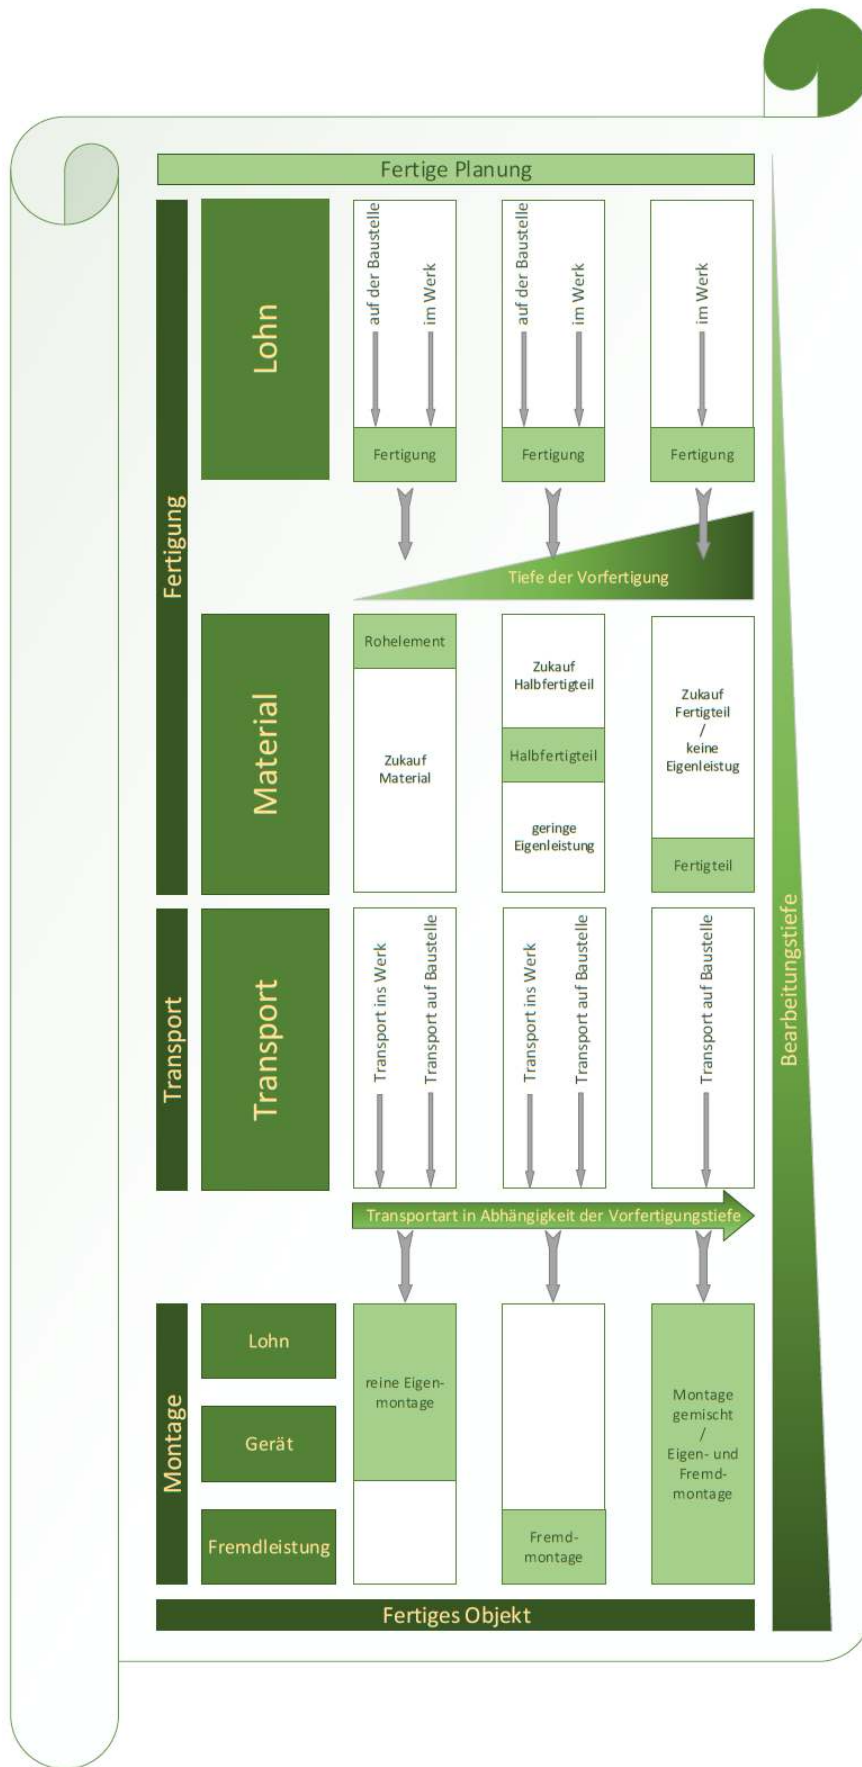 Fertige Planung
Fertigung
Lohn
auf der Baustelle
im Werk
Fertigung
auf der Baustelle
im Werk
Fertigung
im Werk
Fertigung
Tiefe der Vorfertigung
Material
Rohelement
Zukauf
Material
Zukauf
Halbfertigteil
Halbfertigteil
geringe
Eigenleistung
Zukauf
Fertigteil
/
keine
Eigenleistug
Fertigteil
Bearbeitungstiefe
Transport
Transport
Transport ins Werk
Transport auf Baustelle
Transport ins Werk
Transport auf Baustelle
Transport auf Baustelle
Transportart in Abhängigkeit der Vorfertigungstiefe
Montage
Lohn
Gerät
Fremdleistung
reine Eigen-
montage
Fremd-
montage
Montage
gemischt
/
Eigen- und
Fremd-
montage
Fertiges Objekt